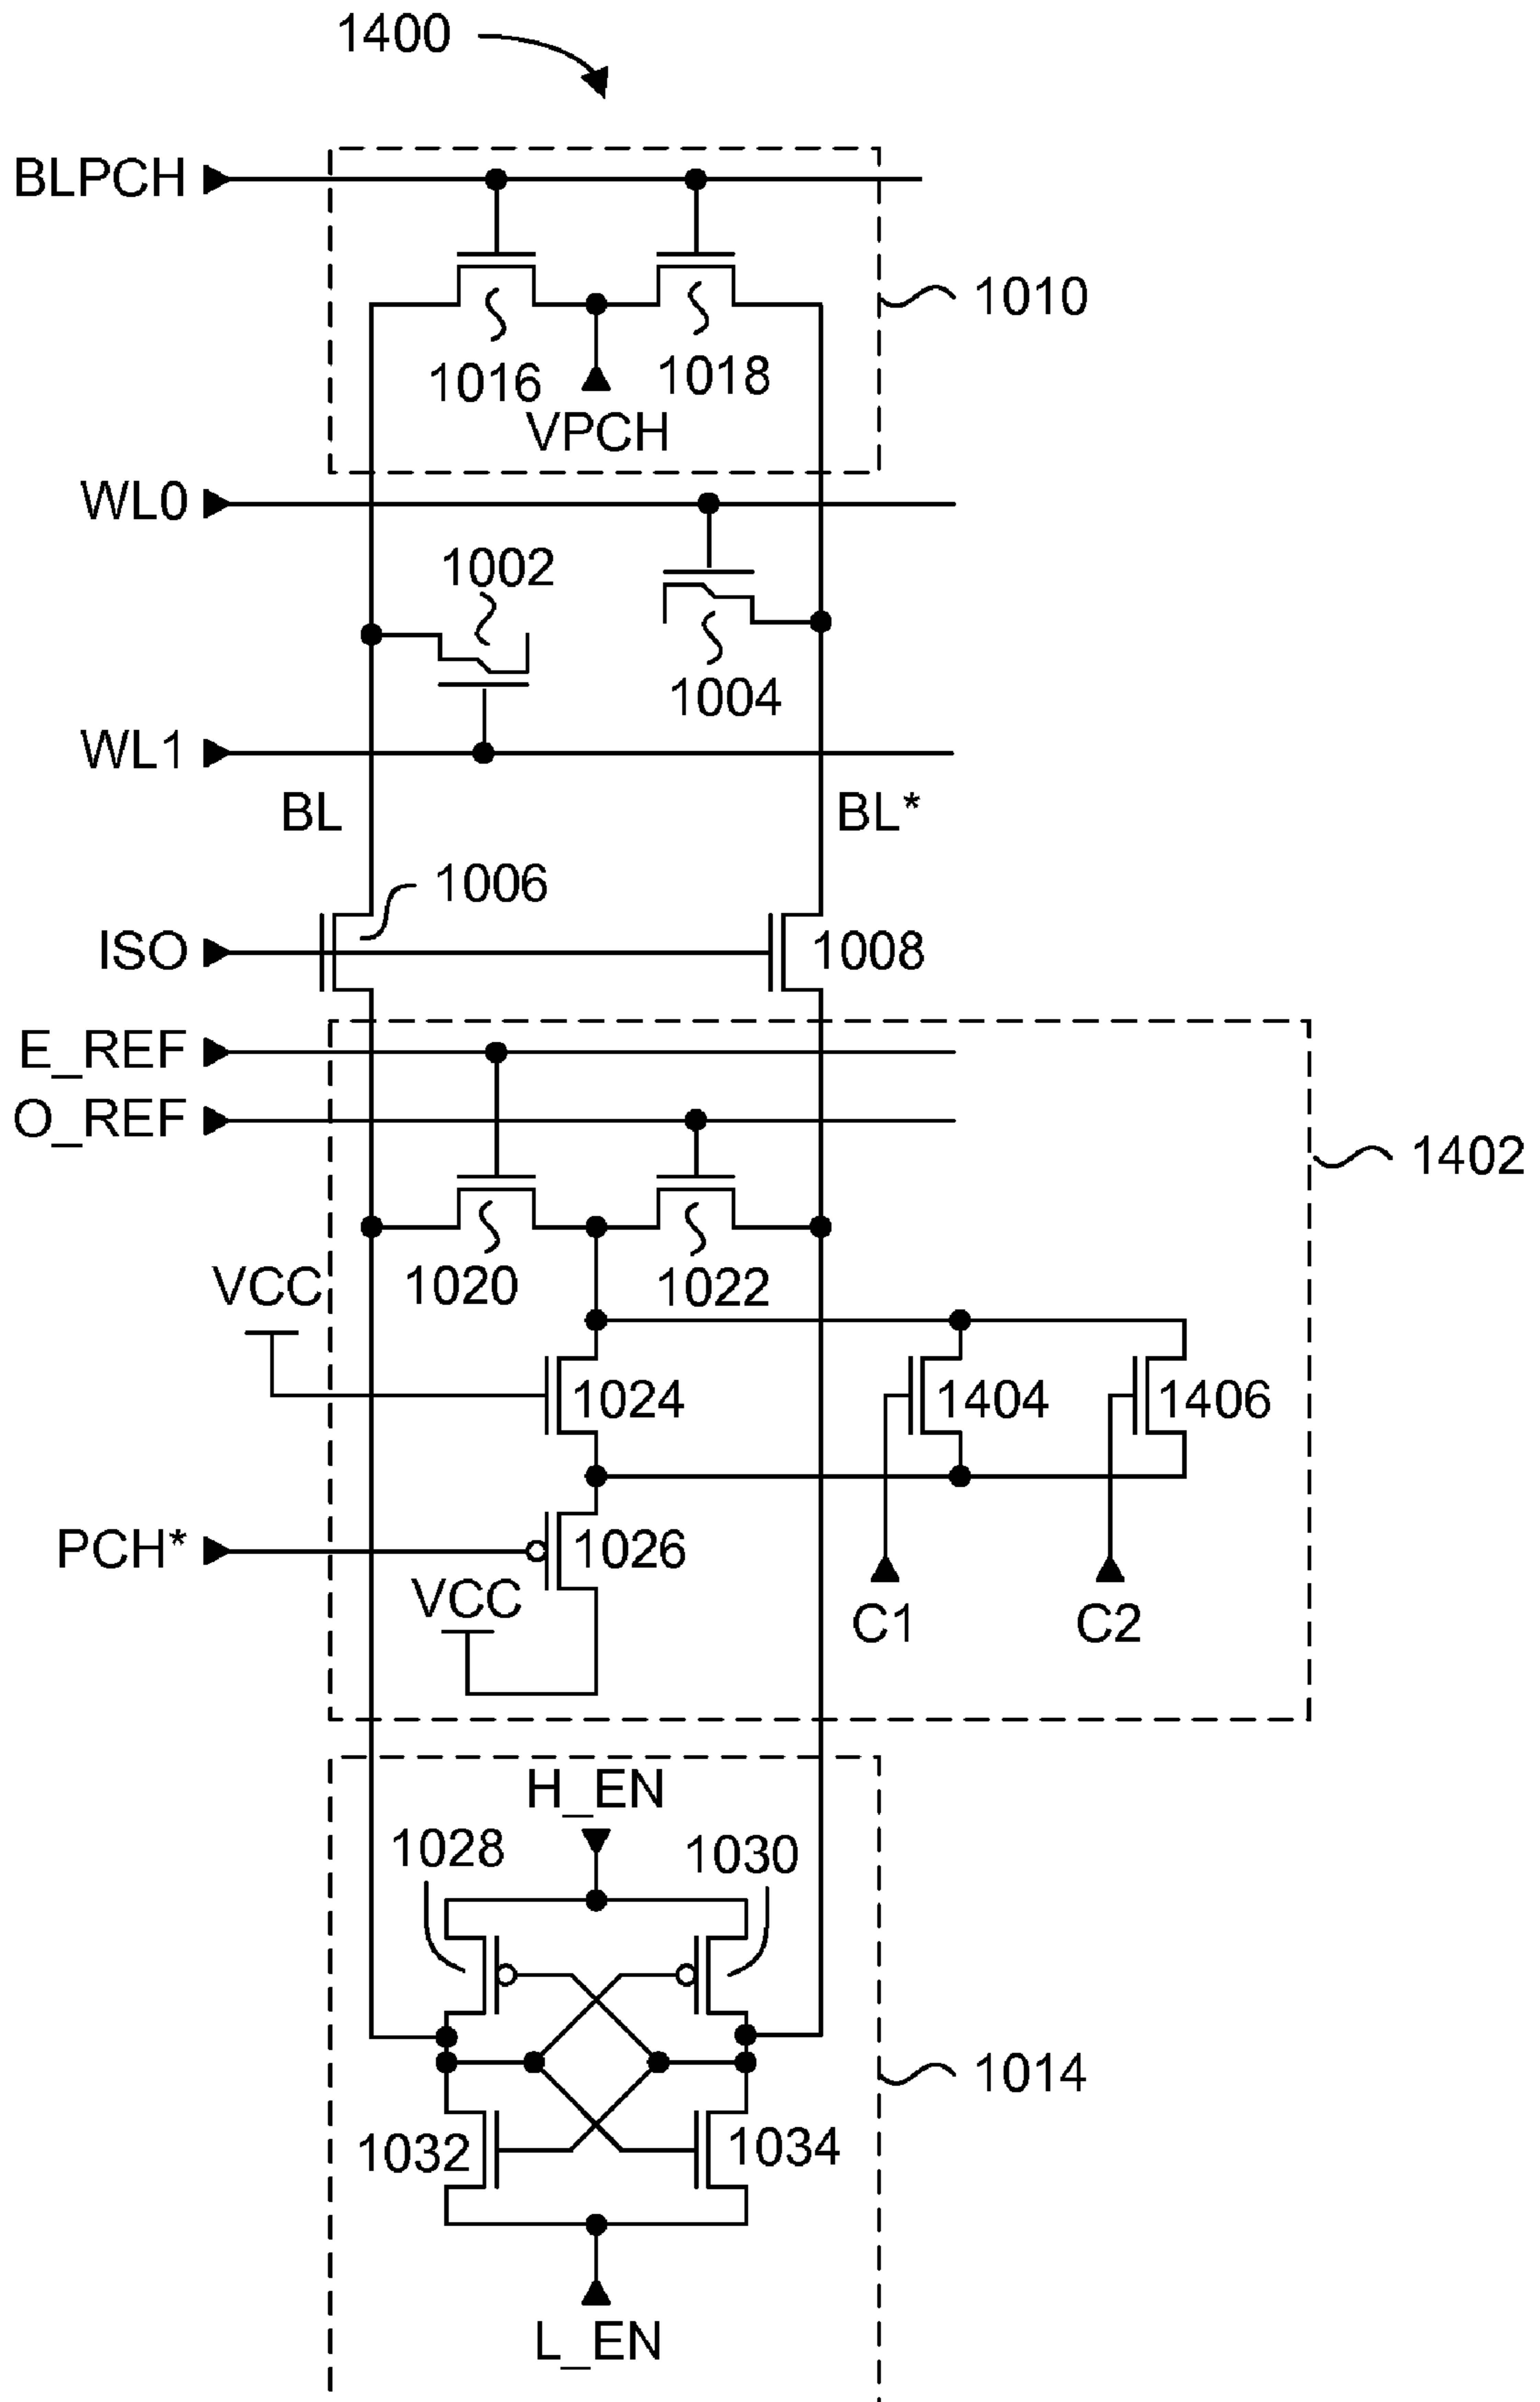 1400
BLPCH
1010
1016
1018
VPCH
WL0
1002
1004
WL1
BL
BL*
1006
ISO
1008
E_REF
O_REF
1402
1020
1022
VCC
1024
1404
1406
PCH*
1026
VCC
C1
C2
H_EN
1028
1030
1014
1032
1034
L_EN